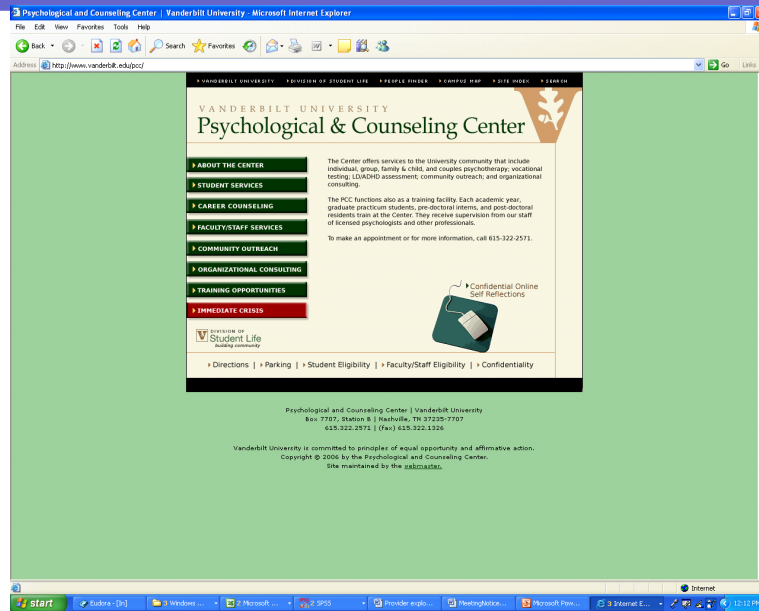 Psychological and Counseling Center | Vanderbilt University - Microsoft Internet Explorer
File Edit View Favorites Tools Help
Back Search Favorites
Address http://www.vanderbilt.edu/pcc/ Go Links
VANDERBILT UNIVERSITY DIVISION OF STUDENT LIFE PEOPLE FINDER CAMPUS MAP SITE INDEX SEARCH
VANDERBILT UNIVERSITY
Psychological & Counseling Center
ABOUT THE CENTER
STUDENT SERVICES
CAREER COUNSELING
FACULTY/STAFF SERVICES
COMMUNITY OUTREACH
ORGANIZATIONAL CONSULTING
TRAINING OPPORTUNITIES
IMMEDIATE CRISIS
The Center offers services to the University community that include
individual, group, family & child, and couples psychotherapy; vocational
testing; LD/ADHD assessment; community outreach; and organizational
consulting.
The PCC functions also as a training facility. Each academic year,
graduate practicum students, pre-doctoral interns, and post-doctoral
residents train at the Center. They receive supervision from our staff
of licensed psychologists and other professionals.
To make an appointment or for more information, call 615-322-2571.
Confidential Online
Self Reflections
V DIVISION OF
Student Life
building community
Directions | Parking | Student Eligibility | Faculty/Staff Eligibility | Confidentiality
Psychological and Counseling Center | Vanderbilt University
Box 7707, Station B | Nashville, TN 37235-7707
615.322.2571 | (fax) 615.322.1326
Vanderbilt University is committed to principles of equal opportunity and affirmative action.
Copyright © 2006 by the Psychological and Counseling Center.
Site maintained by the webmaster.
Internet
start Eudora - [In] 3 Windows ... 2 Microsoft ... 2 SPSS Provider explo... MeetingNotice... Microsoft Pow... 3 Internet E... 12:12 PM